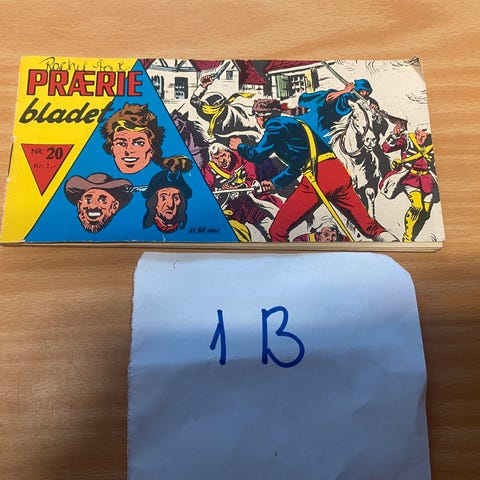 PRÆRIE
bladet
NR. 20
Kr. 1,-
1 B